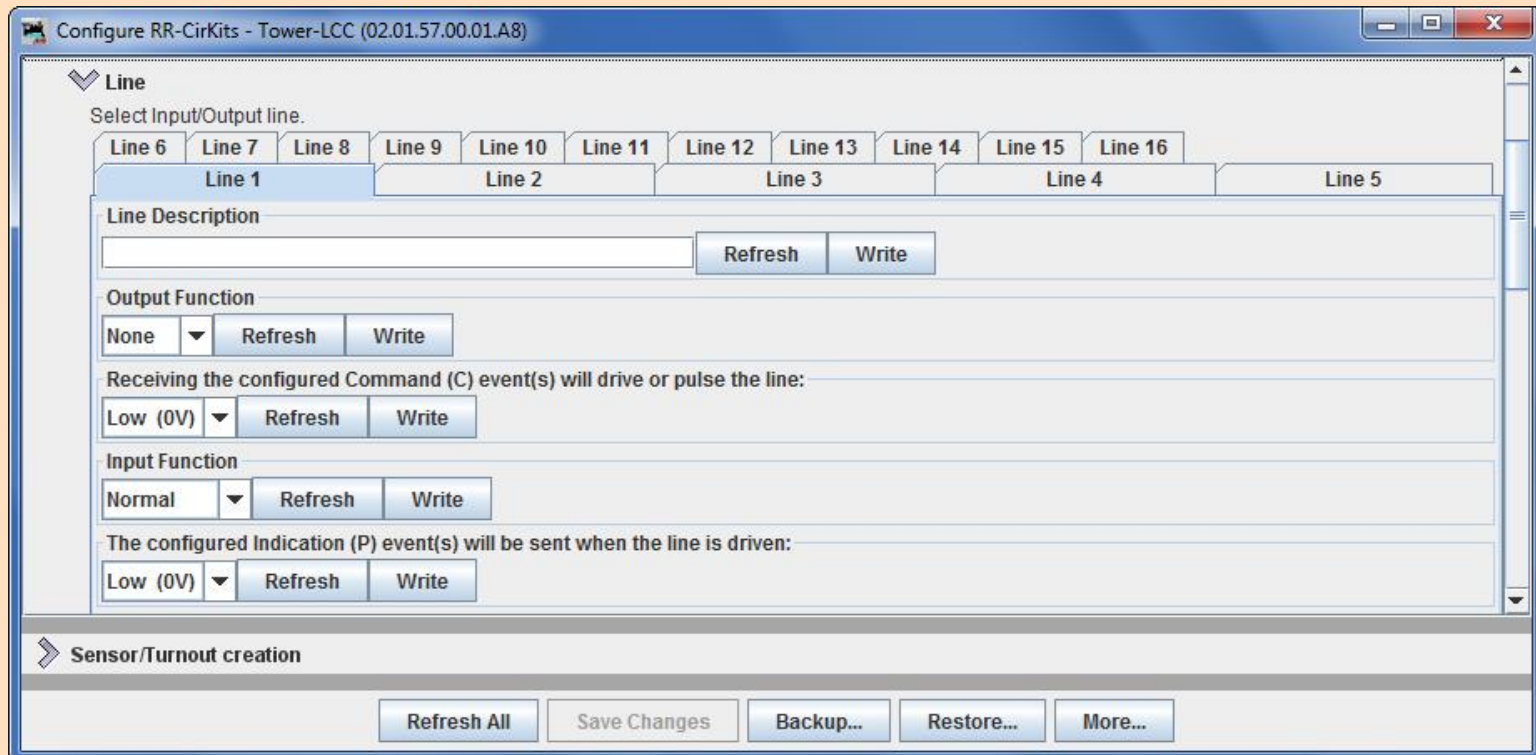 Configure RR-CirKits - Tower-LCC (02.01.57.00.01.A8)
Line
Select Input/Output line.
Line 6 Line 7 Line 8 Line 9 Line 10 Line 11 Line 12 Line 13 Line 14 Line 15 Line 16
Line 1 Line 2 Line 3 Line 4 Line 5
Line Description
Refresh Write
Output Function
None Refresh Write
Receiving the configured Command (C) event(s) will drive or pulse the line:
Low (0V) Refresh Write
Input Function
Normal Refresh Write
The configured Indication (P) event(s) will be sent when the line is driven:
Low (0V) Refresh Write
Sensor/Turnout creation
Refresh All Save Changes Backup... Restore... More...